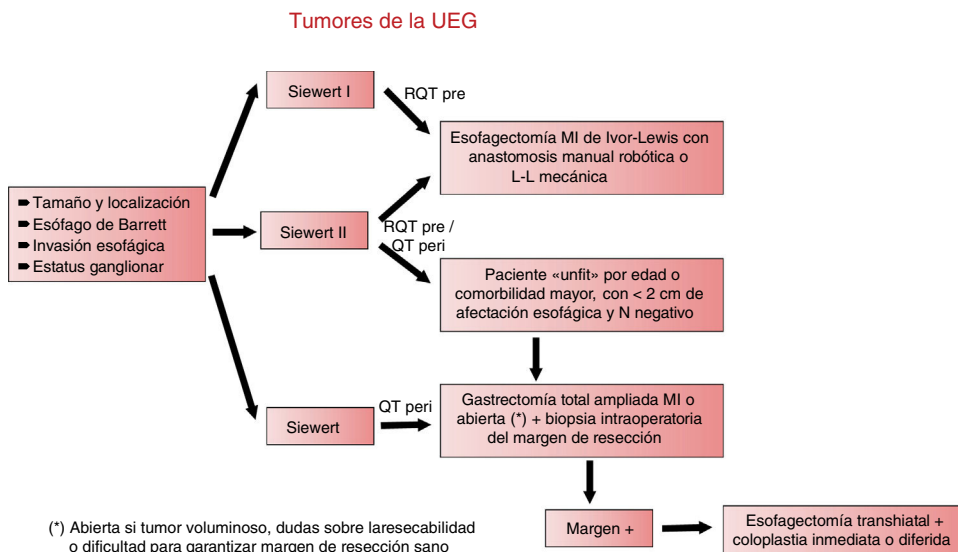 Tumores de la UEG
Siewert I
RQT pre
Esofagectomía MI de Ivor-Lewis con
anastomosis manual robótica o
L-L mecánica
➨ Tamaño y localización
➨ Esófago de Barrett
➨ Invasión esofágica
➨ Estatus ganglionar
Siewert II
RQT pre /
QT peri
Paciente «unfit» por edad o
comorbilidad mayor, con < 2 cm de
afectación esofágica y N negativo
Siewert
QT peri
Gastrectomía total ampliada MI o
abierta (*) + biopsia intraoperatoria
del margen de resección
Margen +
Esofagectomía transhiatal +
coloplastia inmediata o diferida
(*) Abierta si tumor voluminoso, dudas sobre laresecabilidad
o dificultad para garantizar margen de resección sano